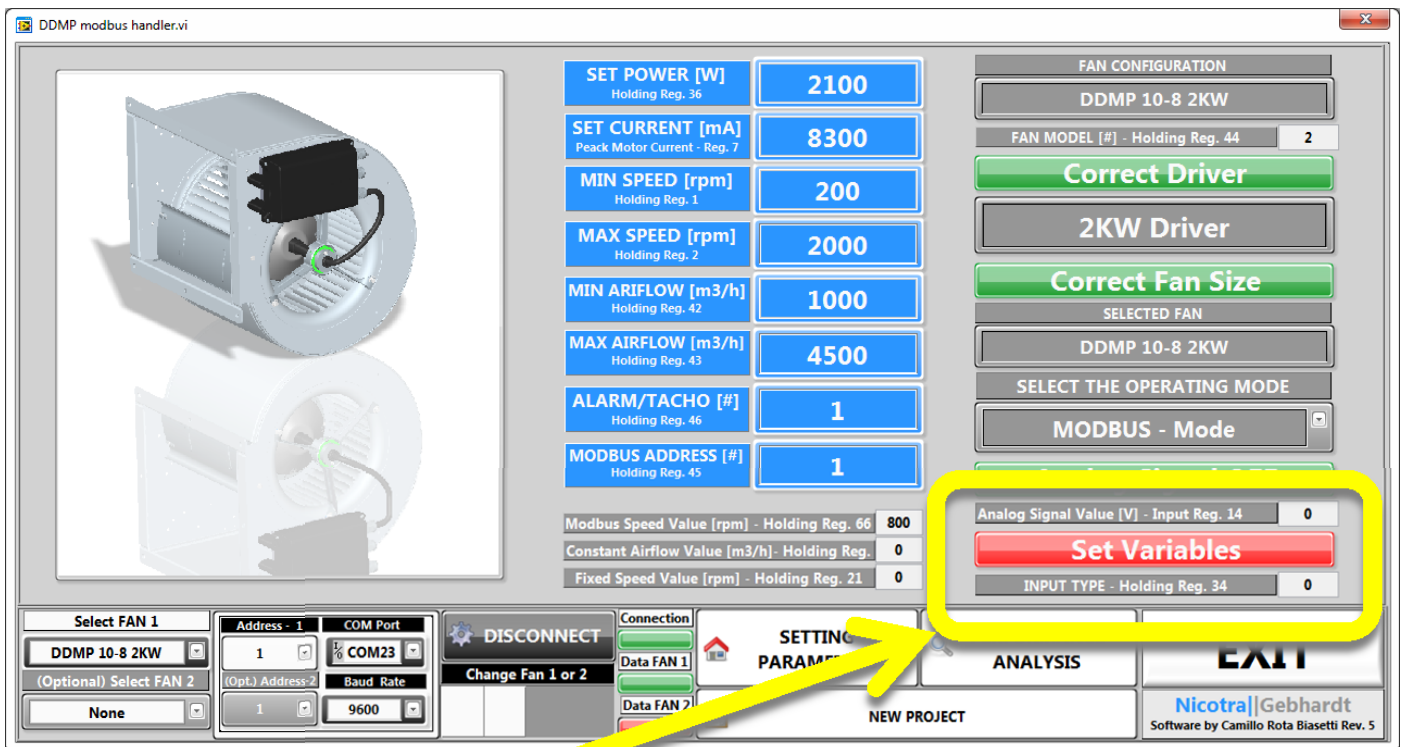 DDMP modbus handler.vi
SET POWER [W]
Holding Reg. 36
2100
SET CURRENT [mA]
Peack Motor Current - Reg. 7
8300
MIN SPEED [rpm]
Holding Reg. 1
200
MAX SPEED [rpm]
Holding Reg. 2
2000
MIN ARIFLOW [m3/h]
Holding Reg. 42
1000
MAX AIRFLOW [m3/h]
Holding Reg. 43
4500
ALARM/TACHO [#]
Holding Reg. 46
1
MODBUS ADDRESS [#]
Holding Reg. 45
1
Modbus Speed Value [rpm] - Holding Reg. 66 800
Constant Airflow Value [m3/h]- Holding Reg. 0
Fixed Speed Value [rpm] - Holding Reg. 21 0
FAN CONFIGURATION
DDMP 10-8 2KW
FAN MODEL [#] - Holding Reg. 44 2
Correct Driver
2KW Driver
Correct Fan Size
SELECTED FAN
DDMP 10-8 2KW
SELECT THE OPERATING MODE
MODBUS - Mode
Analog Signal Value [V] - Input Reg. 14 0
Set Variables
INPUT TYPE - Holding Reg. 34 0
Select FAN 1
DDMP 10-8 2KW
(Optional) Select FAN 2
None
Address - 1
1
(Opt.) Address-2
1
COM Port
COM23
Baud Rate
9600
DISCONNECT
Change Fan 1 or 2
Connection
Data FAN 1
Data FAN 2
SETTING
ANALYSIS
NEW PROJECT
EXIT
Nicotra||Gebhardt
Software by Camillo Rota Biasetti Rev. 5